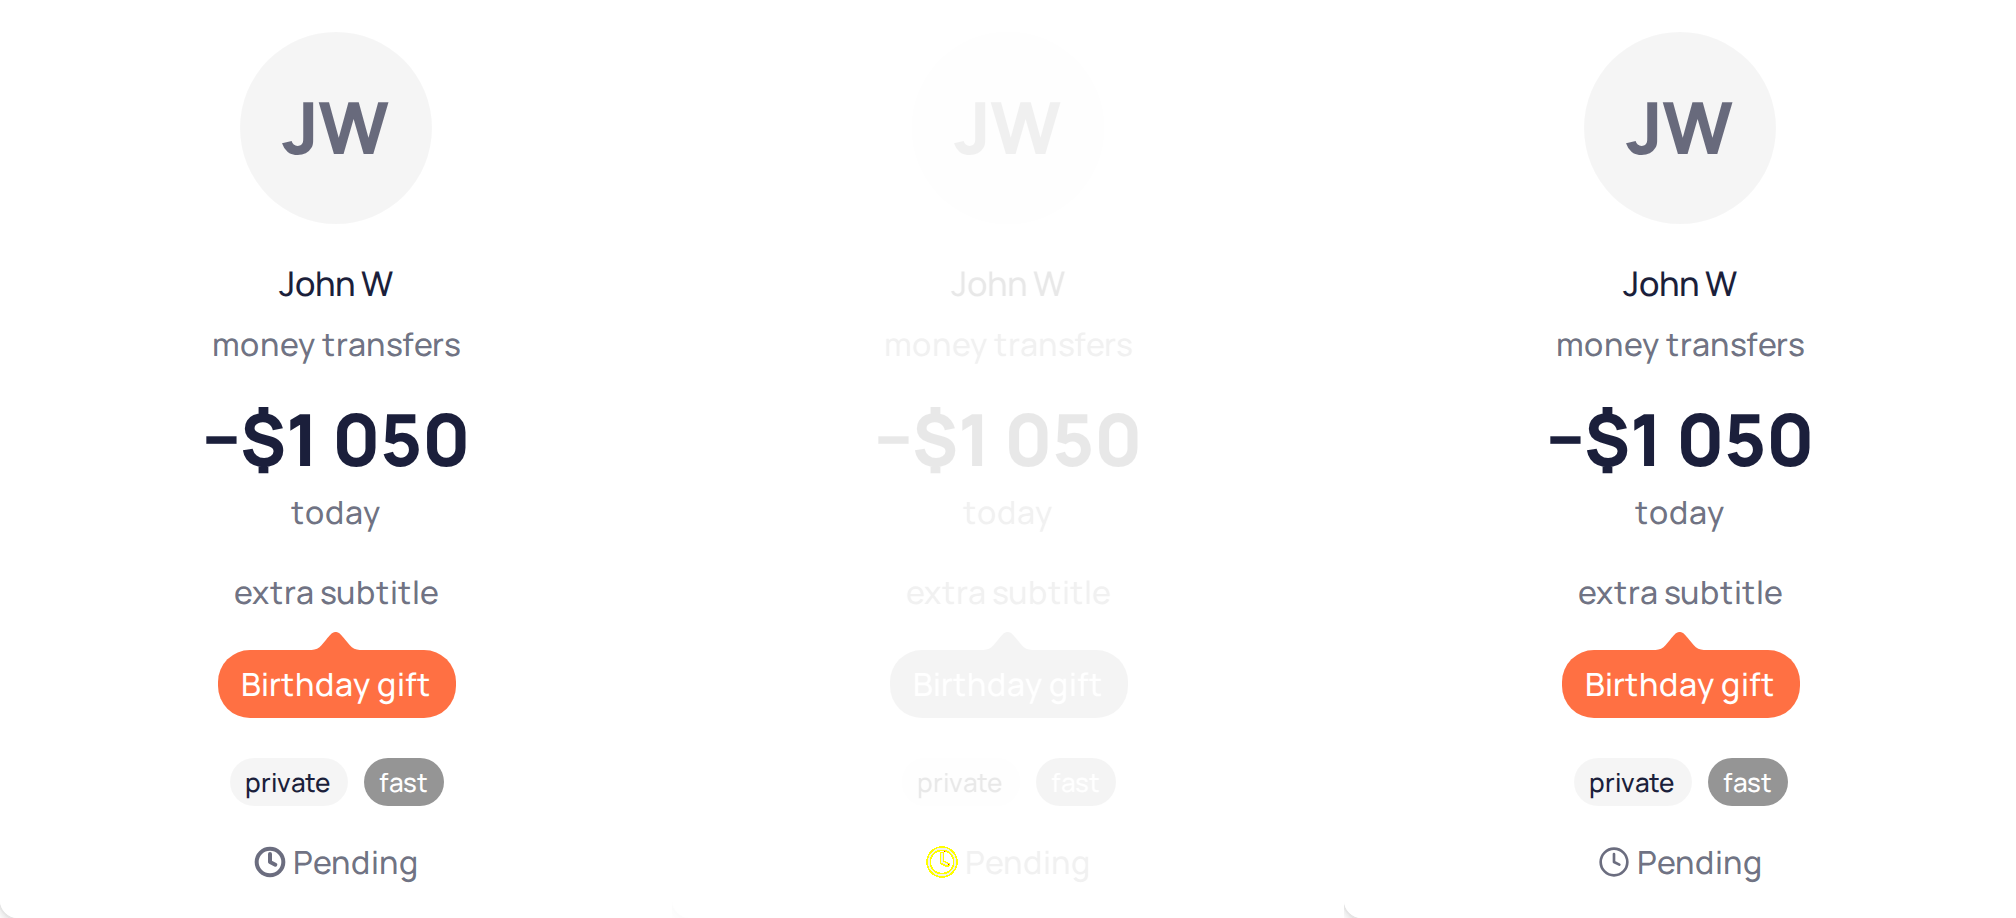 JW
John W
money transfers
−$1 050
today
extra subtitle
Birthday gift
private fast
Pending
JW
John W
money transfers
−$1 050
today
extra subtitle
Birthday gift
private fast
Pending
JW
John W
money transfers
−$1 050
today
extra subtitle
Birthday gift
private fast
Pending